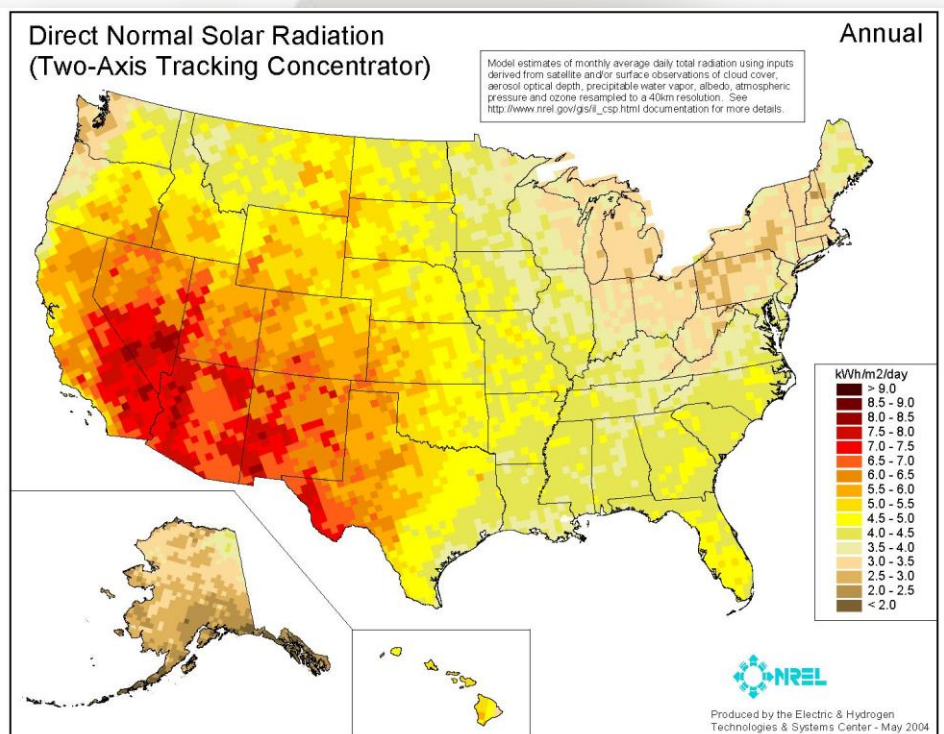 Direct Normal Solar Radiation
(Two-Axis Tracking Concentrator)
Annual
Model estimates of monthly average daily total radiation using inputs
derived from satellite and/or surface observations of cloud cover,
aerosol optical depth, precipitable water vapor, albedo, atmospheric
pressure and ozone resampled to a 40km resolution. See
http://www.nrel.gov/gis/il_csp.html documentation for more details.
kWh/m2/day
> 9.0
8.5 - 9.0
8.0 - 8.5
7.5 - 8.0
7.0 - 7.5
6.5 - 7.0
6.0 - 6.5
5.5 - 6.0
5.0 - 5.5
4.5 - 5.0
4.0 - 4.5
3.5 - 4.0
3.0 - 3.5
2.5 - 3.0
2.0 - 2.5
< 2.0
NREL
Produced by the Electric & Hydrogen
Technologies & Systems Center - May 2004